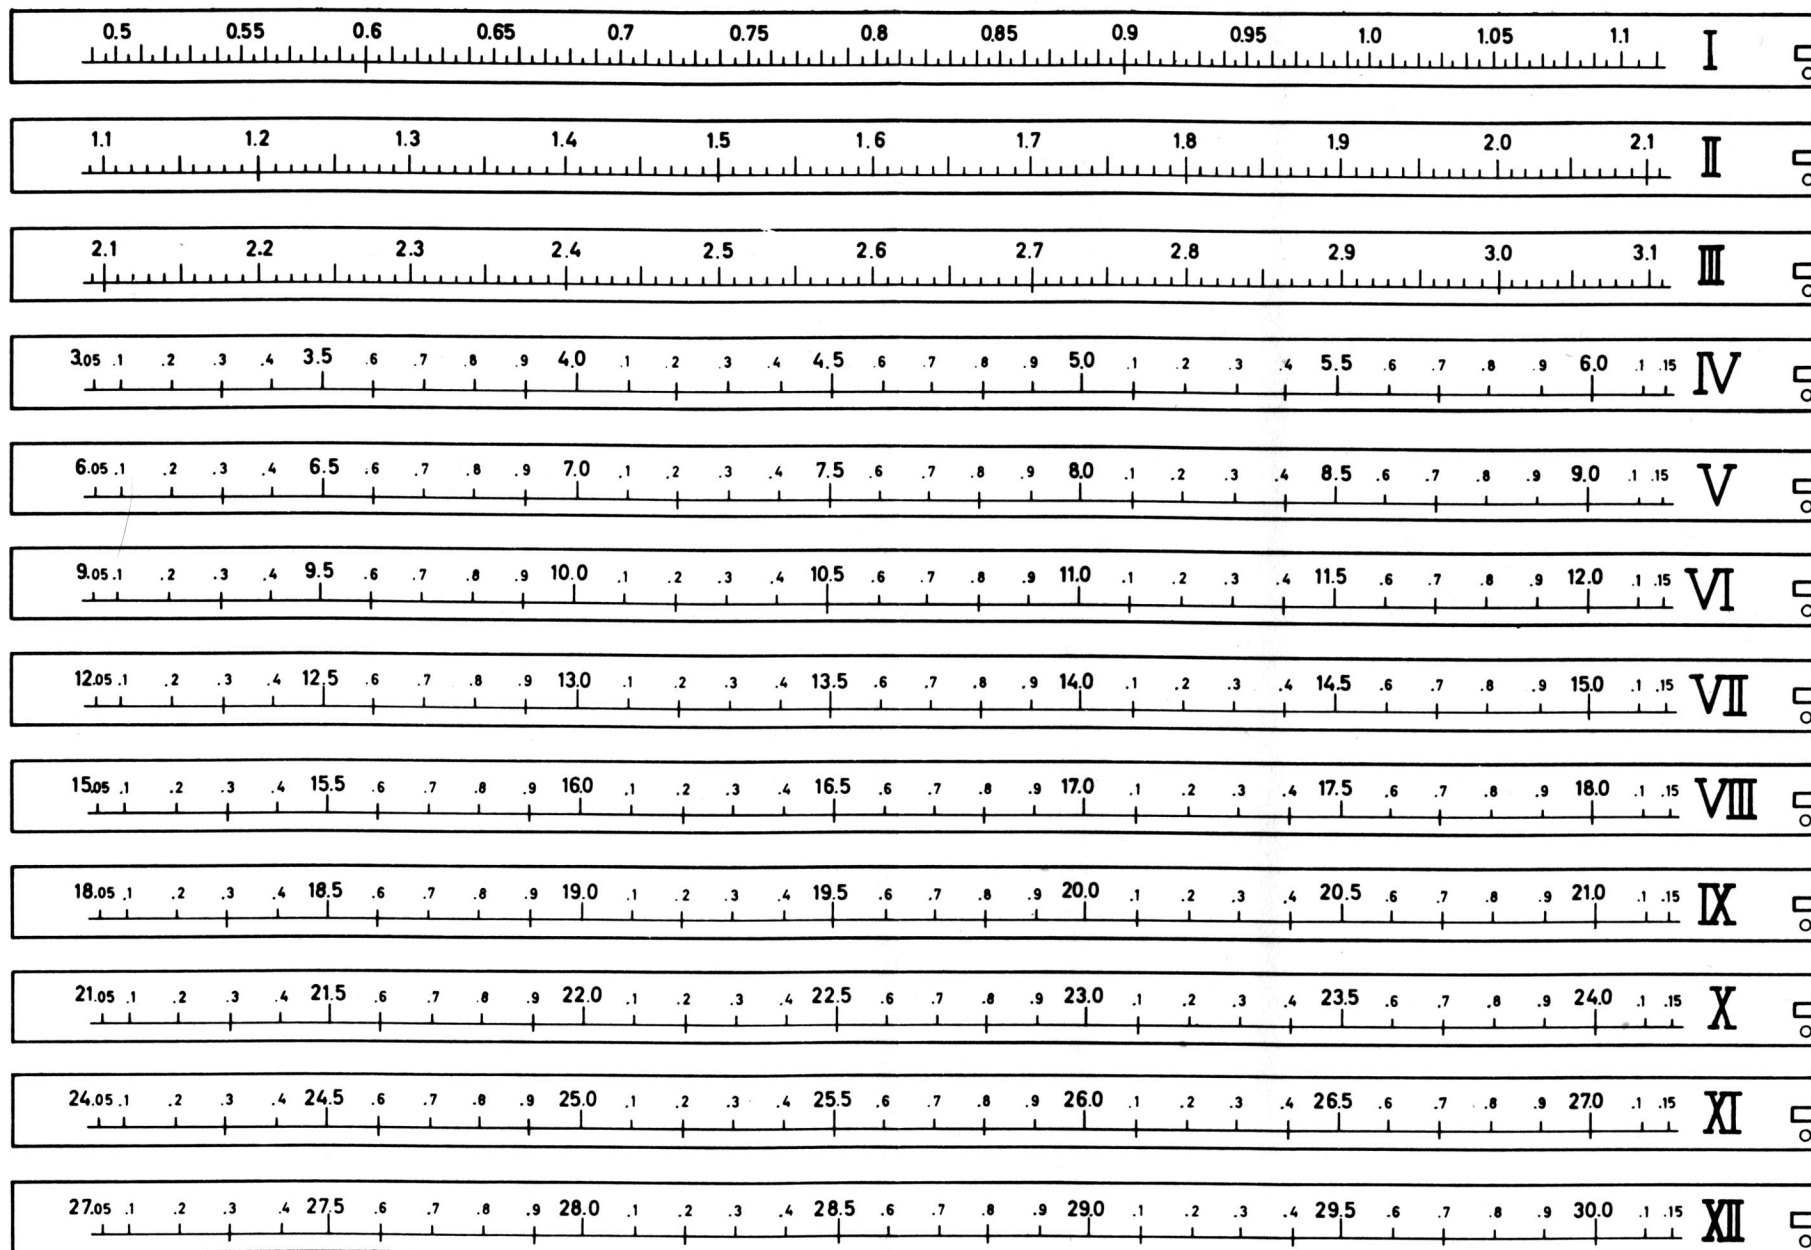 0.5 0.55 0.6 0.65 0.7 0.75 0.8 0.85 0.9 0.95 1.0 1.05 1.1 I
1.1 1.2 1.3 1.4 1.5 1.6 1.7 1.8 1.9 2.0 2.1 II
2.1 2.2 2.3 2.4 2.5 2.6 2.7 2.8 2.9 3.0 3.1 III
3.05 .1 .2 .3 .4 3.5 .6 .7 .8 .9 4.0 .1 .2 .3 .4 4.5 .6 .7 .8 .9 5.0 .1 .2 .3 .4 5.5 .6 .7 .8 .9 6.0 .1 .15 IV
6.05 .1 .2 .3 .4 6.5 .6 .7 .8 .9 7.0 .1 .2 .3 .4 7.5 .6 .7 .8 .9 8.0 .1 .2 .3 .4 8.5 .6 .7 .8 .9 9.0 .1 .15 V
9.05 .1 .2 .3 .4 9.5 .6 .7 .8 .9 10.0 .1 .2 .3 .4 10.5 .6 .7 .8 .9 11.0 .1 .2 .3 .4 11.5 .6 .7 .8 .9 12.0 .1 .15 VI
12.05 .1 .2 .3 .4 12.5 .6 .7 .8 .9 13.0 .1 .2 .3 .4 13.5 .6 .7 .8 .9 14.0 .1 .2 .3 .4 14.5 .6 .7 .8 .9 15.0 .1 .15 VII
15.05 .1 .2 .3 .4 15.5 .6 .7 .8 .9 16.0 .1 .2 .3 .4 16.5 .6 .7 .8 .9 17.0 .1 .2 .3 .4 17.5 .6 .7 .8 .9 18.0 .1 .15 VIII
18.05 .1 .2 .3 .4 18.5 .6 .7 .8 .9 19.0 .1 .2 .3 .4 19.5 .6 .7 .8 .9 20.0 .1 .2 .3 .4 20.5 .6 .7 .8 .9 21.0 .1 .15 IX
21.05 .1 .2 .3 .4 21.5 .6 .7 .8 .9 22.0 .1 .2 .3 .4 22.5 .6 .7 .8 .9 23.0 .1 .2 .3 .4 23.5 .6 .7 .8 .9 24.0 .1 .15 X
24.05 .1 .2 .3 .4 24.5 .6 .7 .8 .9 25.0 .1 .2 .3 .4 25.5 .6 .7 .8 .9 26.0 .1 .2 .3 .4 26.5 .6 .7 .8 .9 27.0 .1 .15 XI
27.05 .1 .2 .3 .4 27.5 .6 .7 .8 .9 28.0 .1 .2 .3 .4 28.5 .6 .7 .8 .9 29.0 .1 .2 .3 .4 29.5 .6 .7 .8 .9 30.0 .1 .15 XII